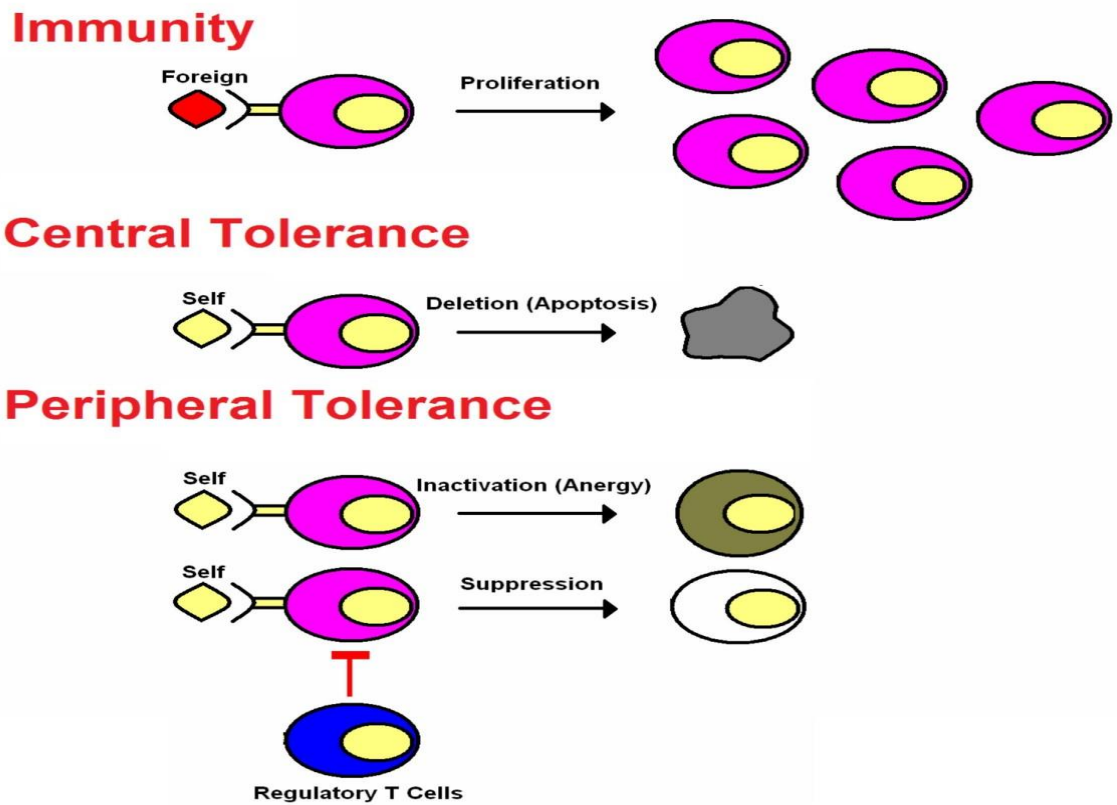 Immunity
Foreign
Proliferation
Central Tolerance
Self
Deletion (Apoptosis)
Peripheral Tolerance
Self
Inactivation (Anergy)
Self
Suppression
Regulatory T Cells